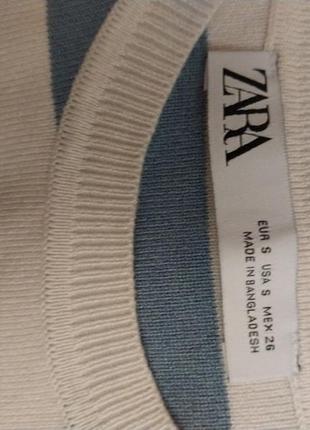 ZARA
EUR S USA S MEX 26
MADE IN BANGLADESH